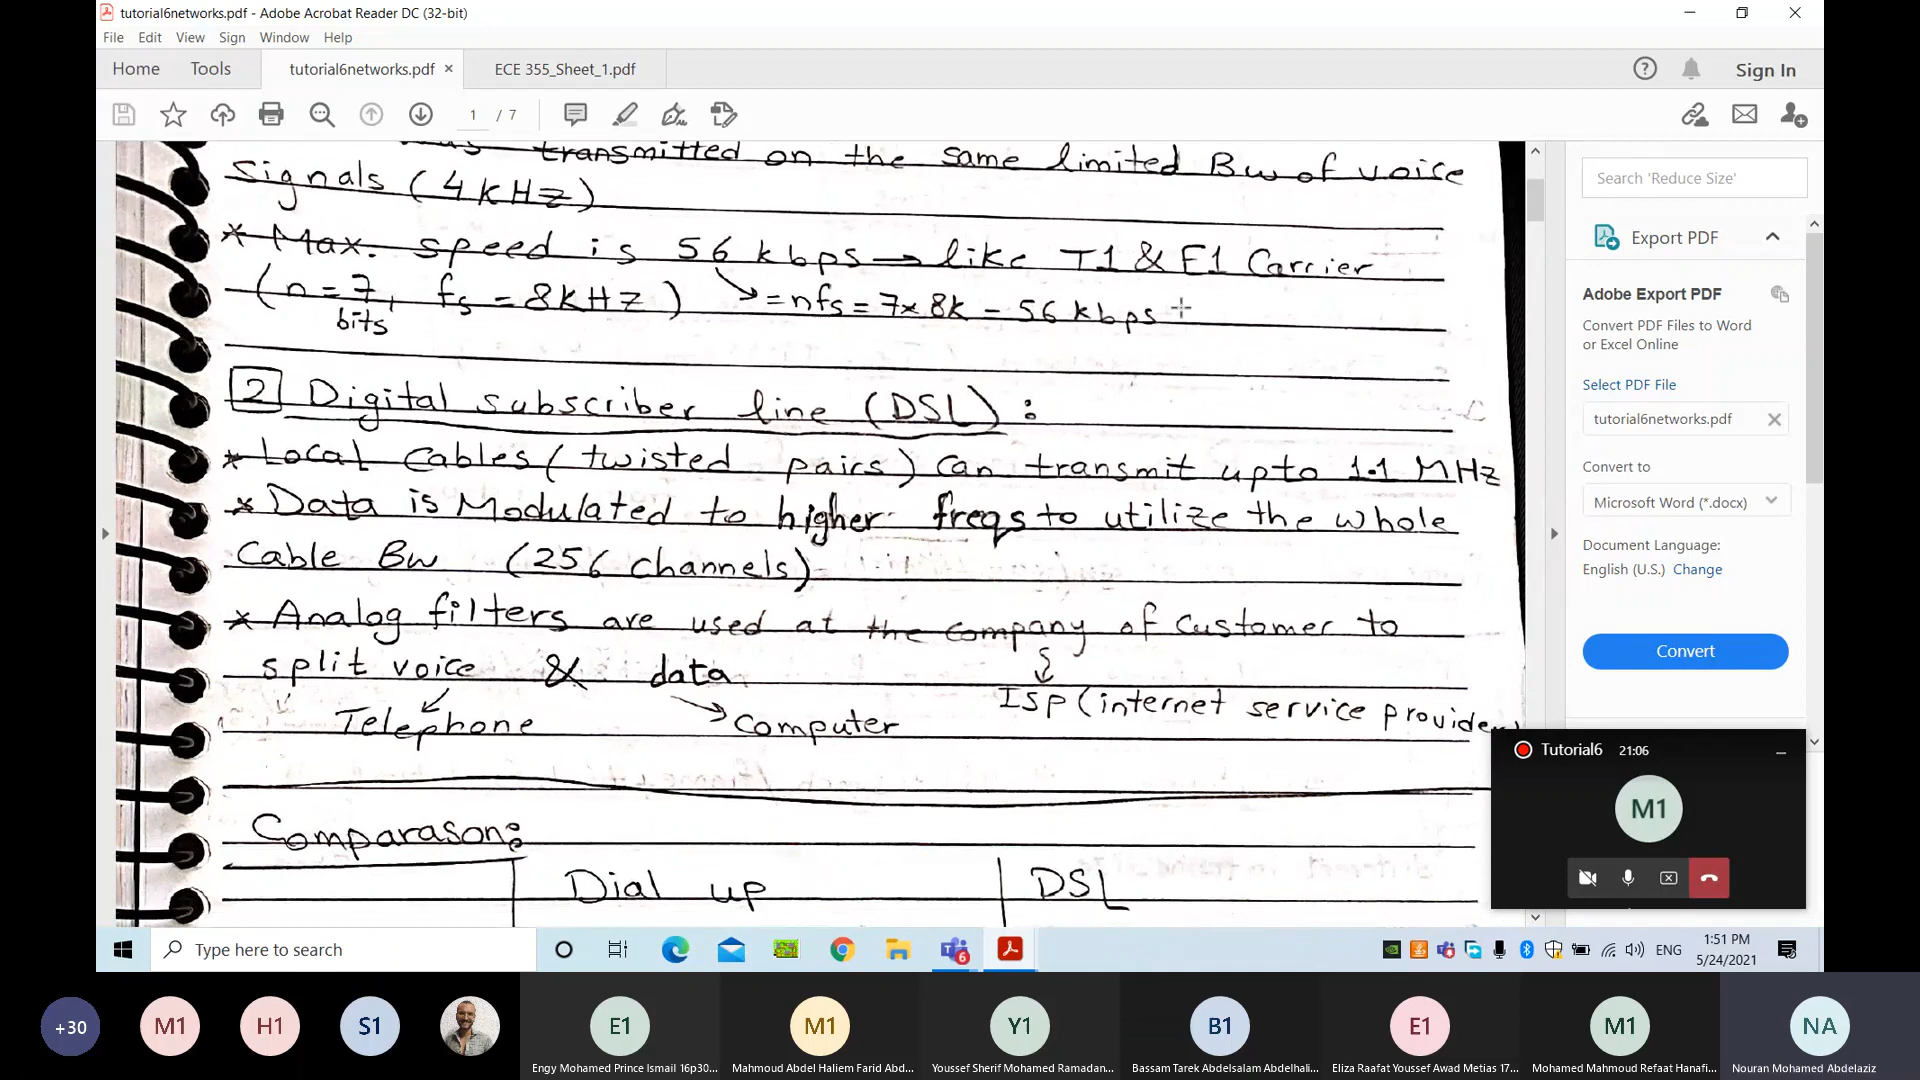 tutorial6networks.pdf - Adobe Acrobat Reader DC (32-bit)
File Edit View Sign Window Help
Home Tools tutorial6networks.pdf × ECE 355_Sheet_1.pdf Sign In
1 / 7
transmitted on the same limited BW of voice
signals (4 kHz)
* Max. speed is 56 kbps → like T1 & E1 Carrier
(n = 7, fs = 8 kHz) → = nfs = 7×8k = 56 kbps
bits
2 Digital subscriber line (DSL) :
* Local Cables (twisted pairs) can transmit upto 1.1 MHz
* Data is Modulated to higher freqs to utilize the whole
Cable BW (256 channels)
* Analog filters are used at the company of customer to
split voice & data
ISP (internet service provider)
Telephone → Computer
Comparason:
Dial up DSL
Search 'Reduce Size'
Export PDF
Adobe Export PDF
Convert PDF Files to Word
or Excel Online
Select PDF File
tutorial6networks.pdf
Convert to
Microsoft Word (*.docx)
Document Language:
English (U.S.) Change
Convert
Tutorial6 21:06
M1
Type here to search
6
ENG
1:51 PM
5/24/2021
+30 M1 H1 S1 E1 M1 Y1 B1 E1 M1 NA
Engy Mohamed Prince Ismail 16p30... Mahmoud Abdel Haliem Farid Abd... Youssef Sherif Mohamed Ramadan... Bassam Tarek Abdelsalam Abdelhali... Eliza Raafat Youssef Awad Metias 17... Mohamed Mahmoud Refaat Hanafi... Nouran Mohamed Abdelaziz